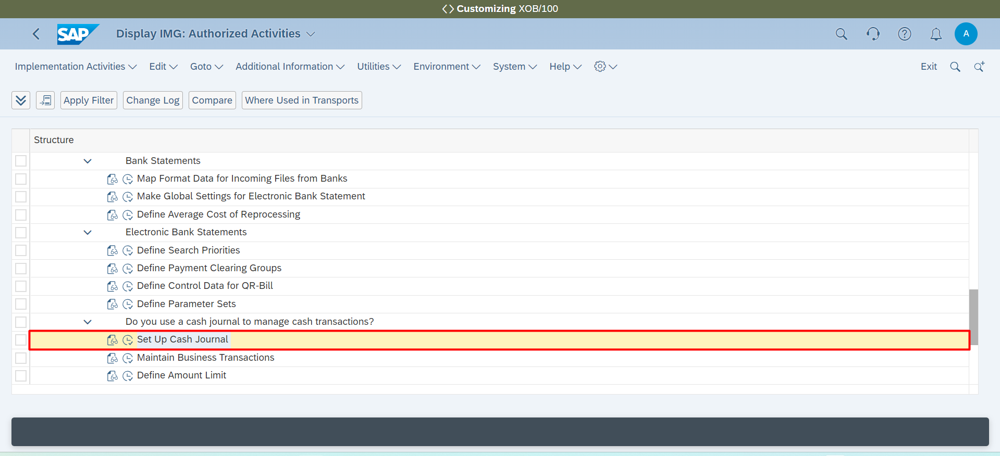 Customizing XOB/100
SAP Display IMG: Authorized Activities A
Implementation Activities Edit Goto Additional Information Utilities Environment System Help Exit
Apply Filter Change Log Compare Where Used in Transports
Structure
Bank Statements
Map Format Data for Incoming Files from Banks
Make Global Settings for Electronic Bank Statement
Define Average Cost of Reprocessing
Electronic Bank Statements
Define Search Priorities
Define Payment Clearing Groups
Define Control Data for QR-Bill
Define Parameter Sets
Do you use a cash journal to manage cash transactions?
Set Up Cash Journal
Maintain Business Transactions
Define Amount Limit